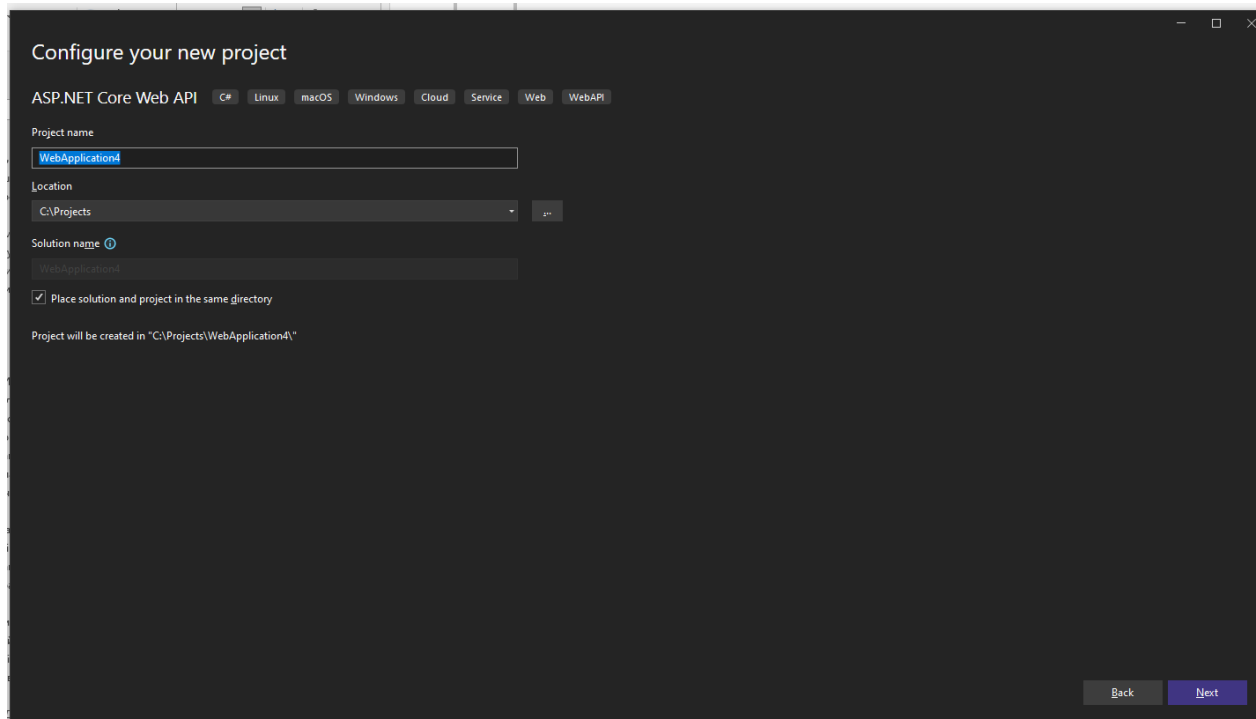 Configure your new project
ASP.NET Core Web API C# Linux macOS Windows Cloud Service Web WebAPI
Project name
WebApplication4
Location
C:\Projects
...
Solution name
WebApplication4
Place solution and project in the same directory
Project will be created in "C:\Projects\WebApplication4\"
Back Next